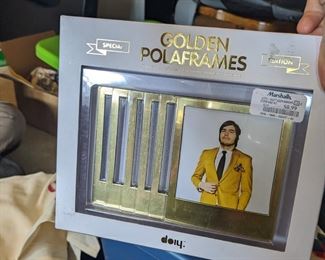 SPECIAL
GOLDEN
POLAFRAMES
EDITION
Marshalls
doiy.